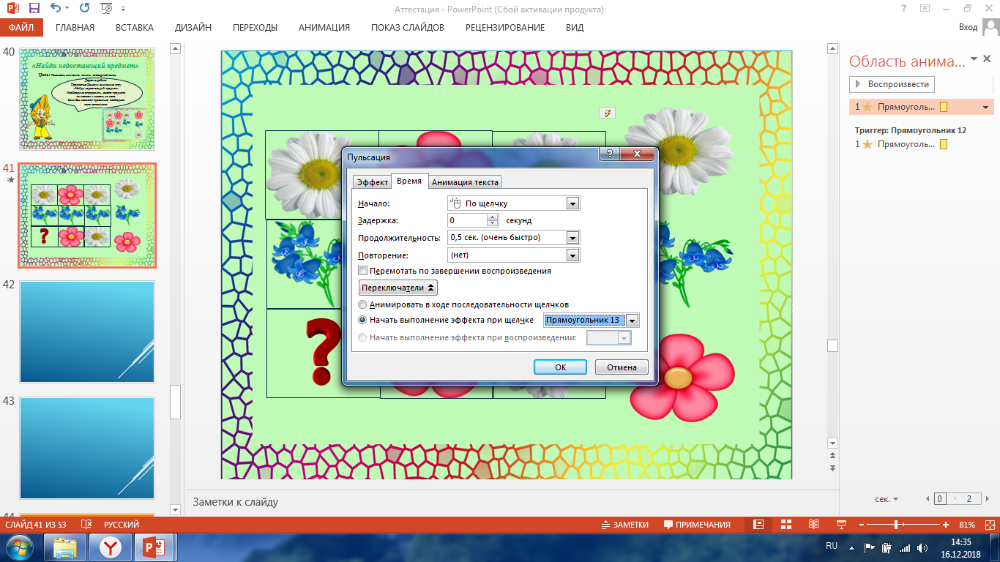 Аттестация - PowerPoint (Сбой активации продукта)
ФАЙЛ ГЛАВНАЯ ВСТАВКА ДИЗАЙН ПЕРЕХОДЫ АНИМАЦИЯ ПОКАЗ СЛАЙДОВ РЕЦЕНЗИРОВАНИЕ ВИД Вход
40
«Найди недостающий предмет»
41
42
43
Область анима...
Воспроизвести
1 Прямоуголь...
Триггер: Прямоугольник 12
1 Прямоуголь...
сек. 0 2
Пульсация
Эффект Время Анимация текста
Начало: По щелчку
Задержка: 0 секунд
Продолжительность: 0,5 сек. (очень быстро)
Повторение: (нет)
Перемотать по завершении воспроизведения
Переключатели
Анимировать в ходе последовательности щелчков
Начать выполнение эффекта при щелчке Прямоугольник 13
Начать выполнение эффекта при воспроизведении:
ОК Отмена
?
Заметки к слайду
СЛАЙД 41 ИЗ 53 РУССКИЙ ЗАМЕТКИ ПРИМЕЧАНИЯ 81%
RU 14:35
16.12.2018